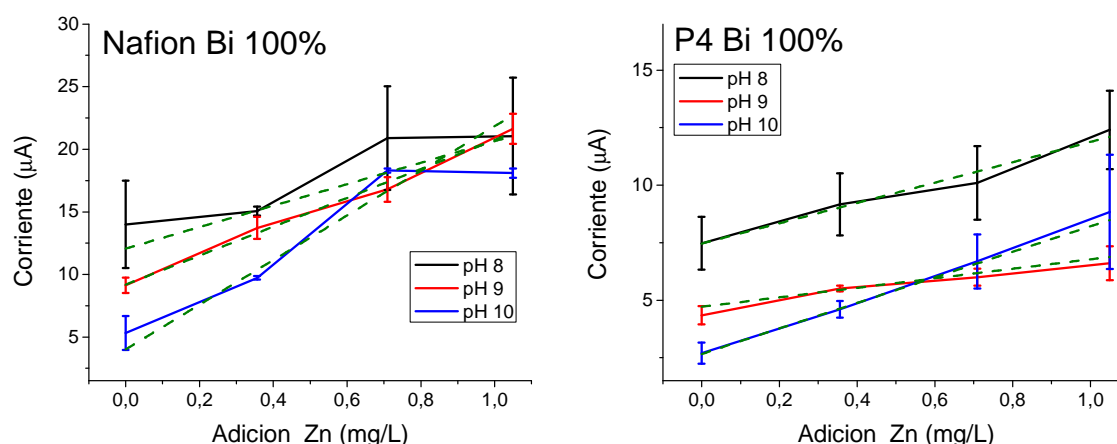 Nafion Bi 100%
30
25
20
15
10
5
Corriente (μA)
pH 8
pH 9
pH 10
0,0 0,2 0,4 0,6 0,8 1,0
Adicion Zn (mg/L)
P4 Bi 100%
15
10
5
Corriente (μA)
pH 8
pH 9
pH 10
0,0 0,2 0,4 0,6 0,8 1,0
Adicion Zn (mg/L)